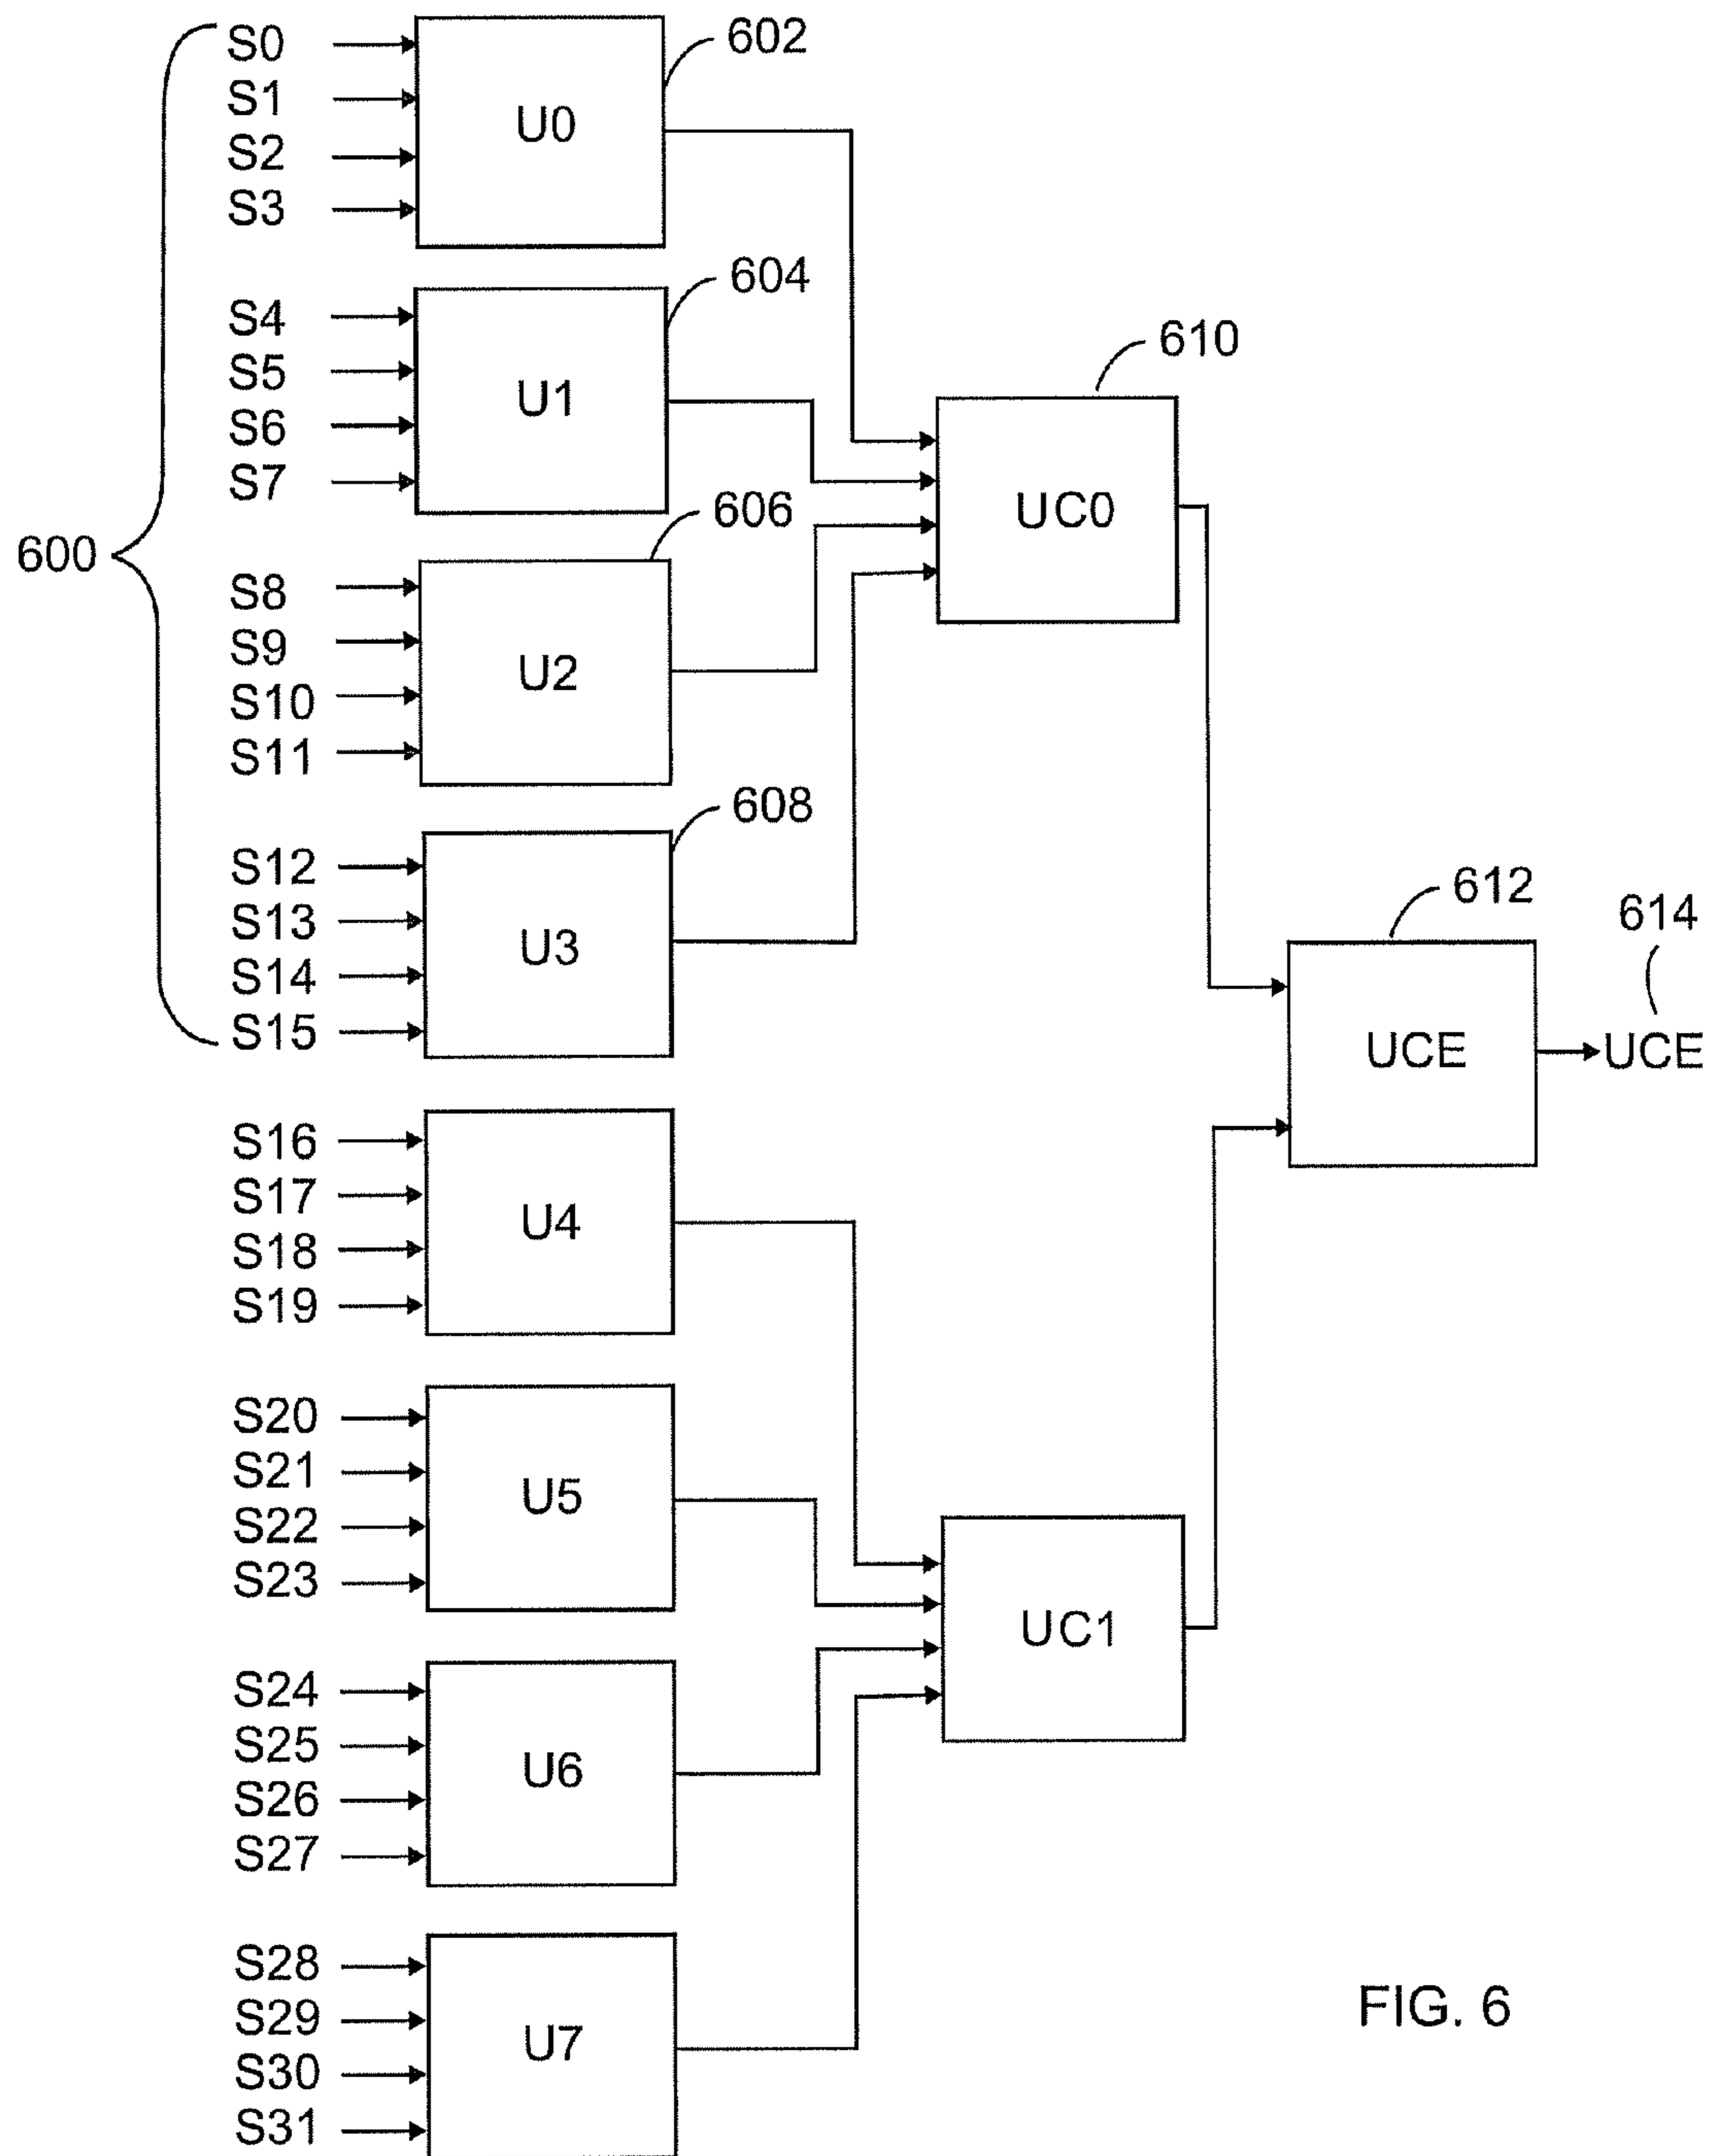 S0
602
S1
U0
S2
S3
604
S4
610
S5
U1
S6
S7
606
UC0
600
S8
S9
U2
S10
S11
608
S12
612
S13
614
U3
S14
S15
UCE
UCE
S16
S17
U4
S18
S19
S20
S21
U5
S22
S23
UC1
S24
S25
U6
S26
S27
S28
FIG. 6
S29
U7
S30
S31